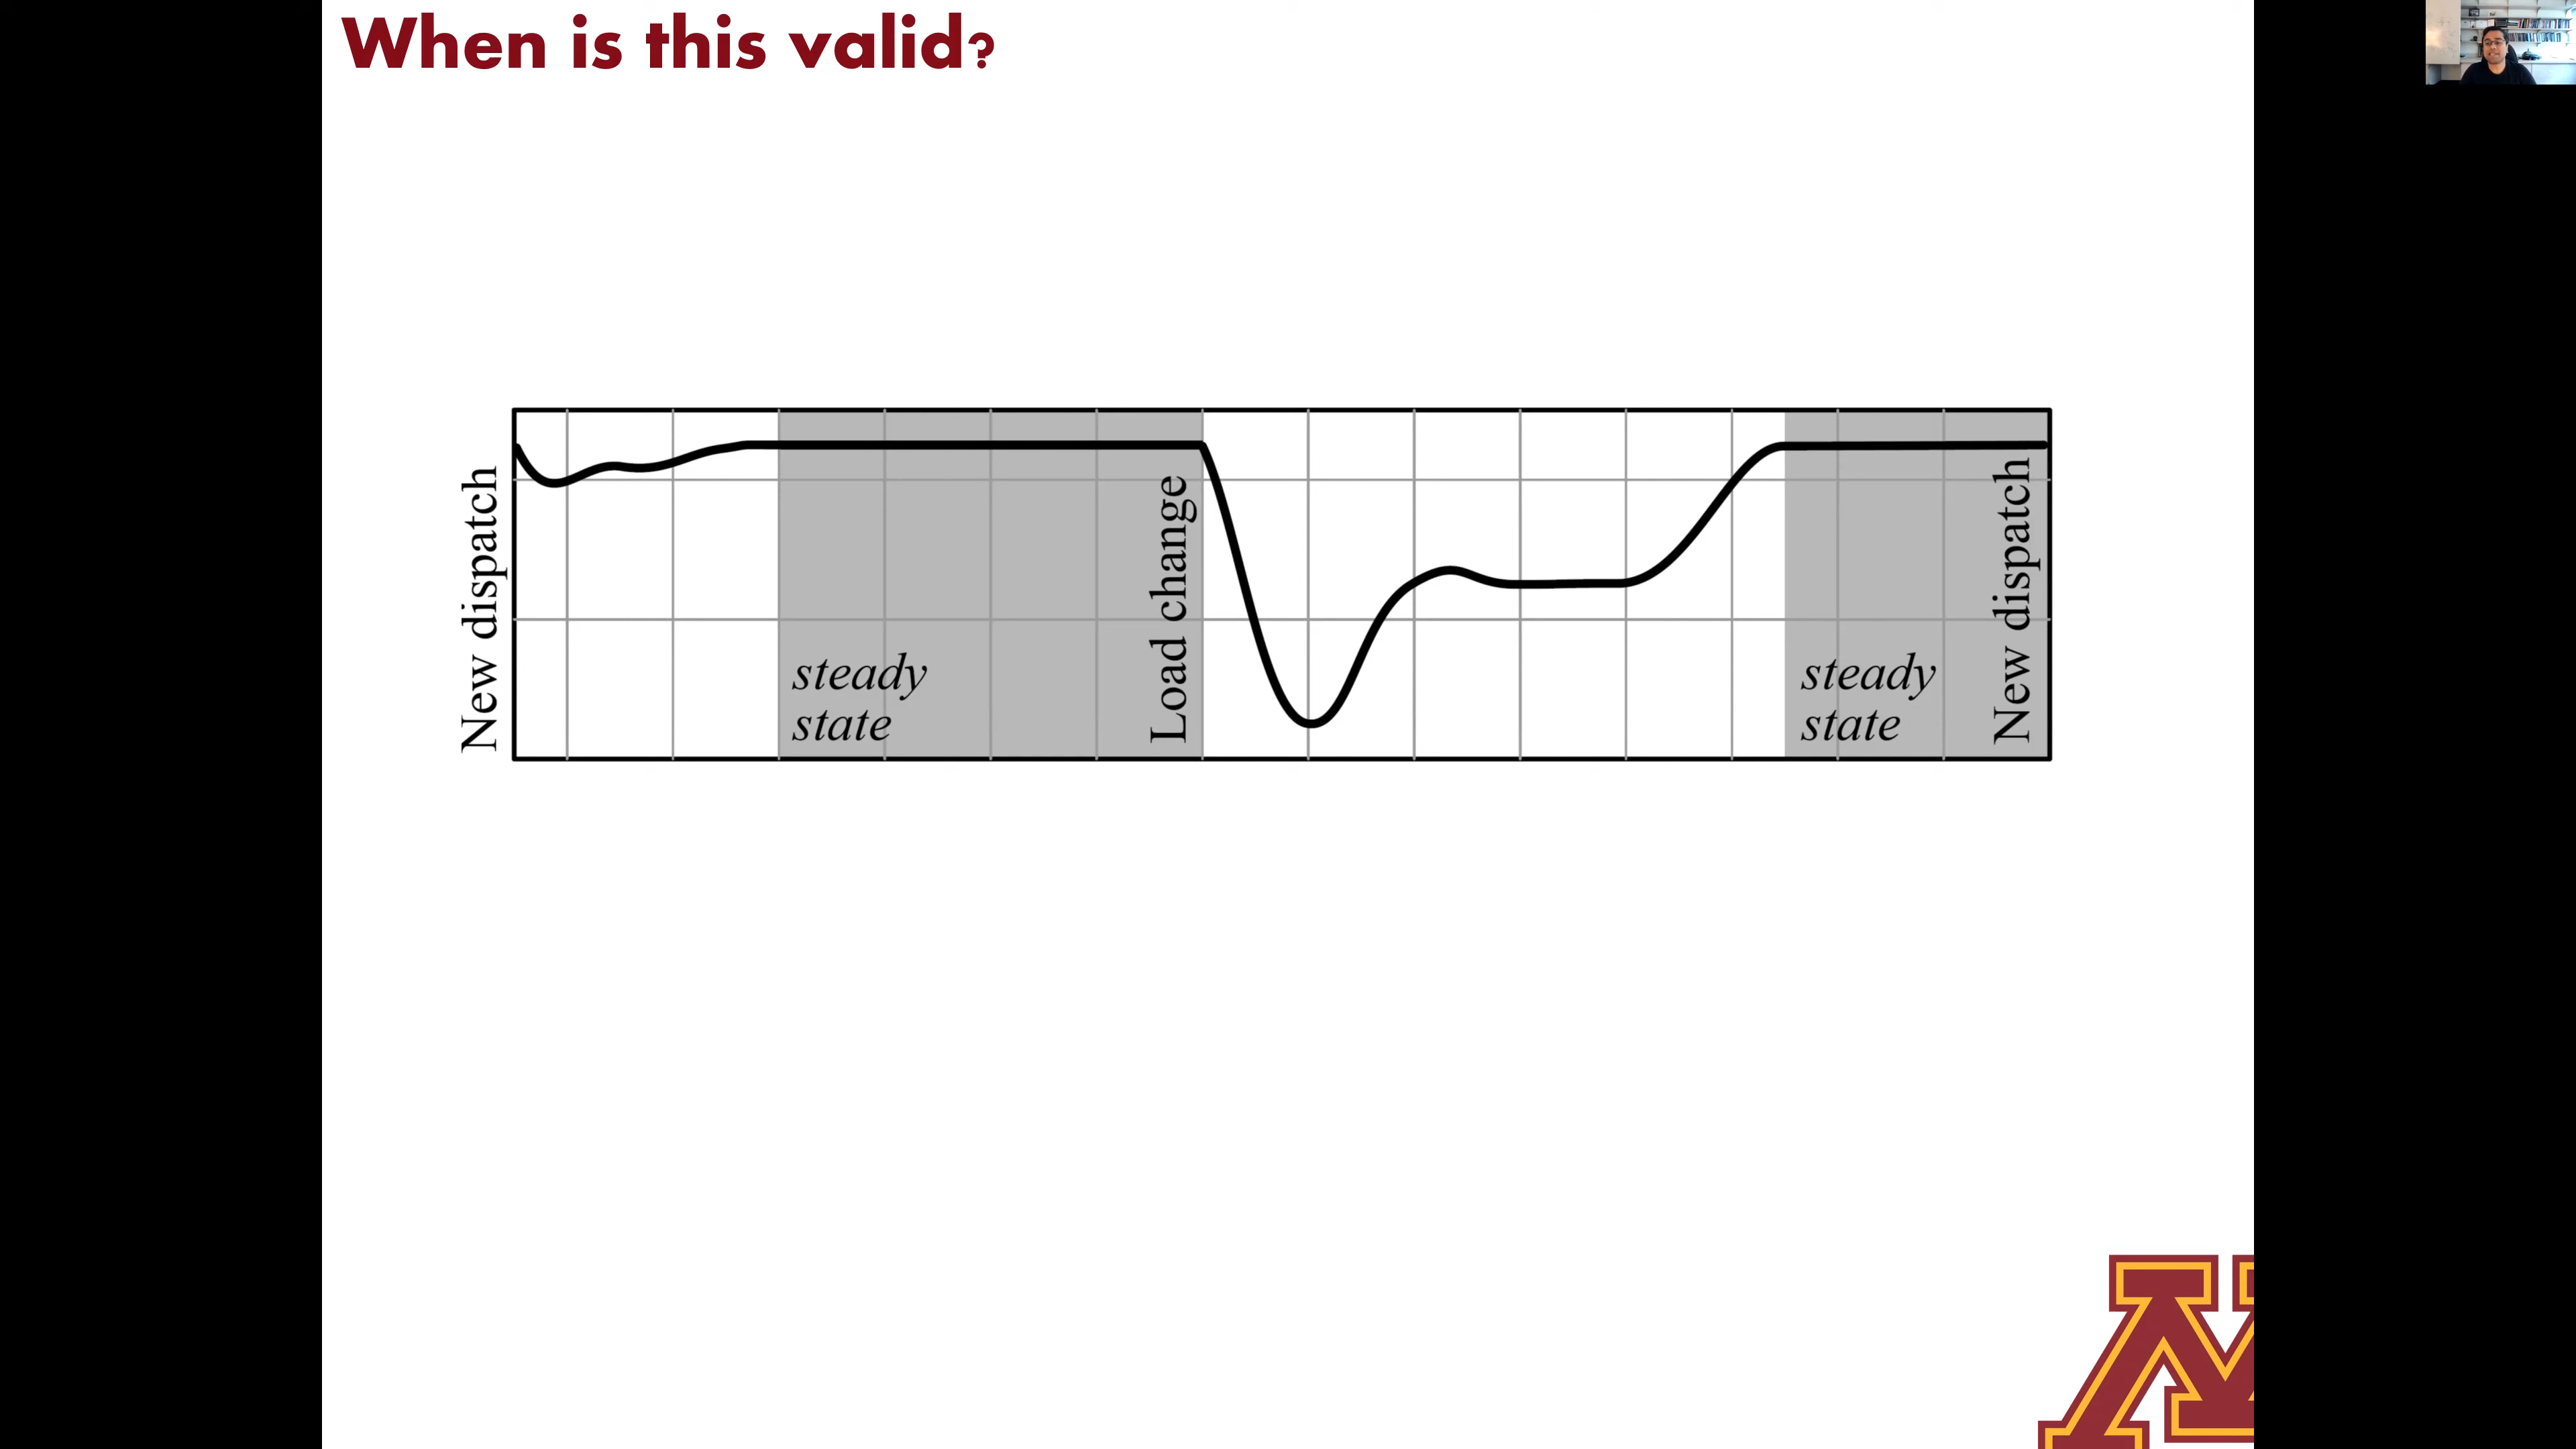 When is this valid?
New dispatch
steady
state
Load change
steady
state
New dispatch